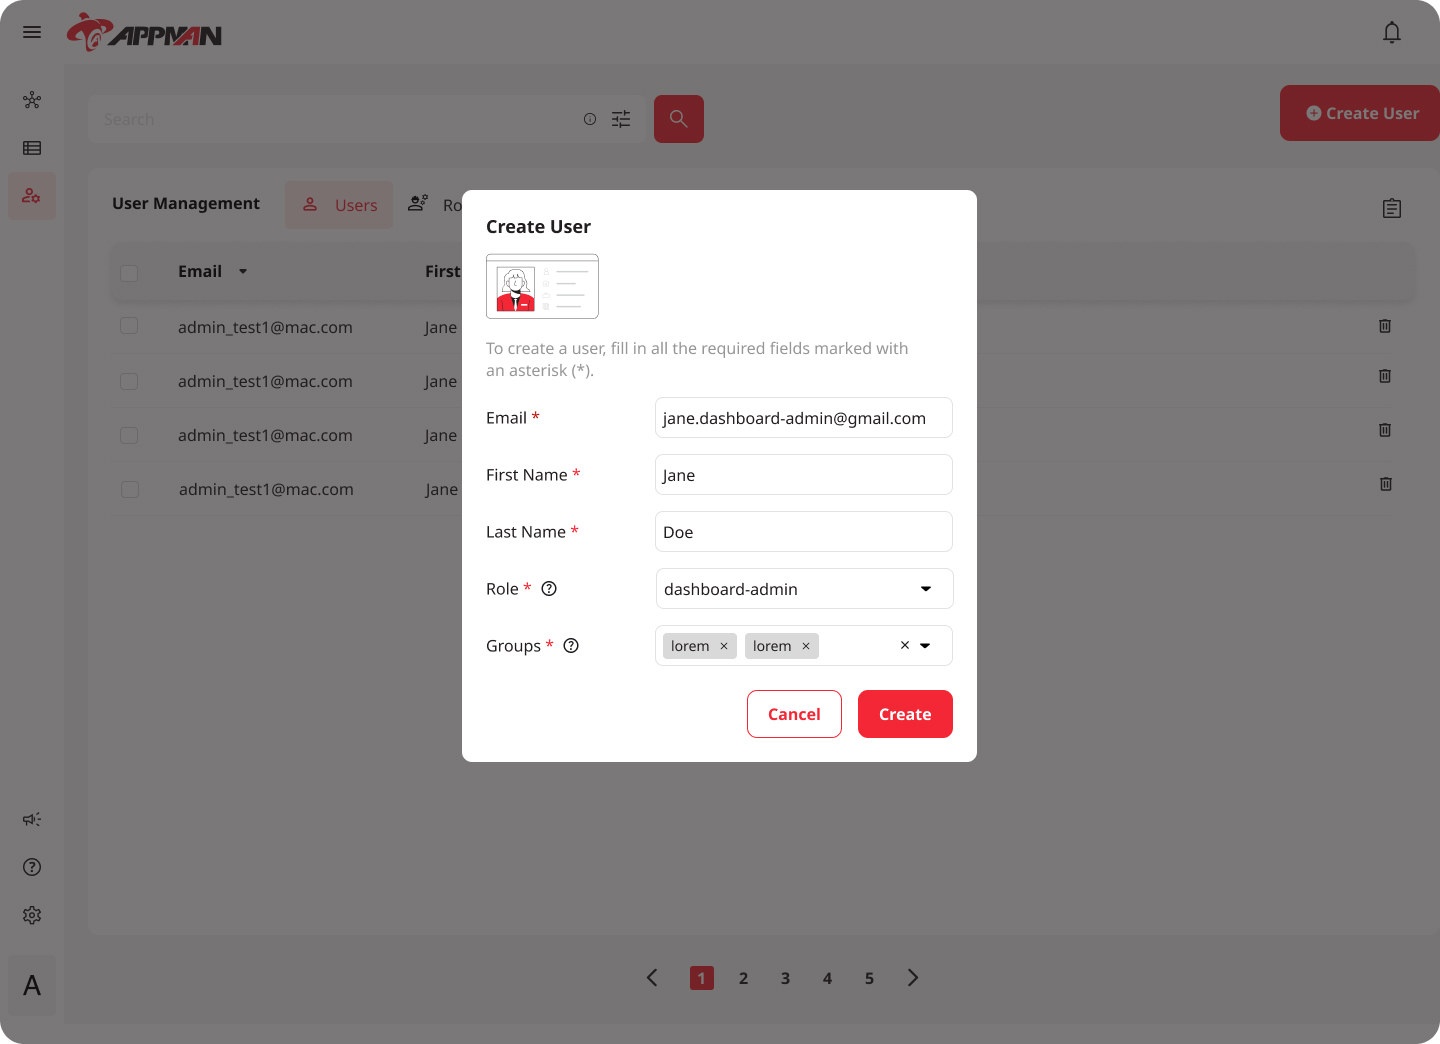 APPMAN
Search
Create User
User Management
Users
Ro
Email
First
admin_test1@mac.com
Jane
admin_test1@mac.com
Jane
admin_test1@mac.com
Jane
admin_test1@mac.com
Jane
Create User
To create a user, fill in all the required fields marked with
an asterisk (*).
Email *
jane.dashboard-admin@gmail.com
First Name *
Jane
Last Name *
Doe
Role *
dashboard-admin
Groups *
lorem × lorem ×
Cancel
Create
A
1 2 3 4 5